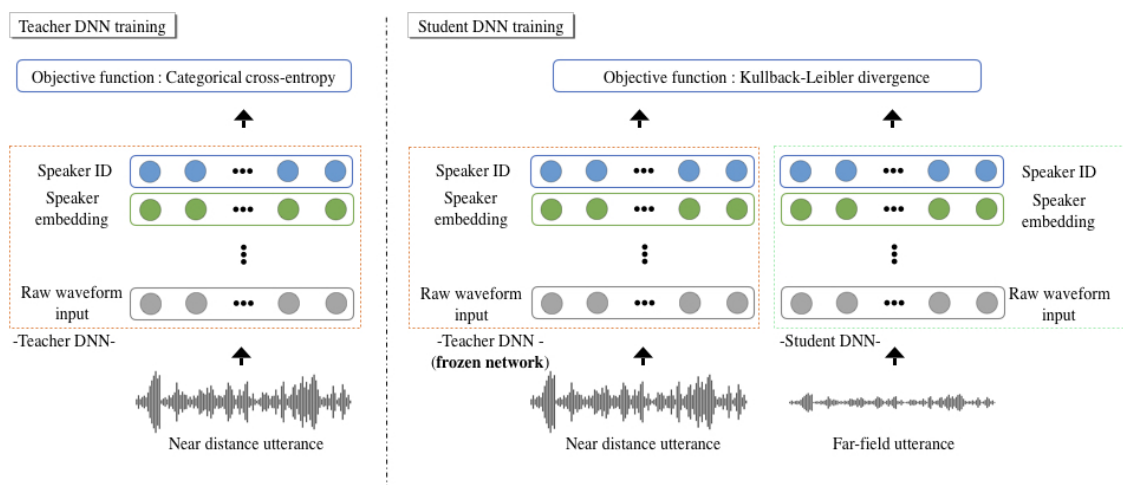 Teacher DNN training
Objective function : Categorical cross-entropy
Speaker ID
Speaker
embedding
Raw waveform
input
-Teacher DNN-
Near distance utterance
Student DNN training
Objective function : Kullback-Leibler divergence
Speaker ID
Speaker
embedding
Raw waveform
input
-Teacher DNN -
(frozen network)
Near distance utterance
Speaker ID
Speaker
embedding
Raw waveform
input
-Student DNN-
Far-field utterance